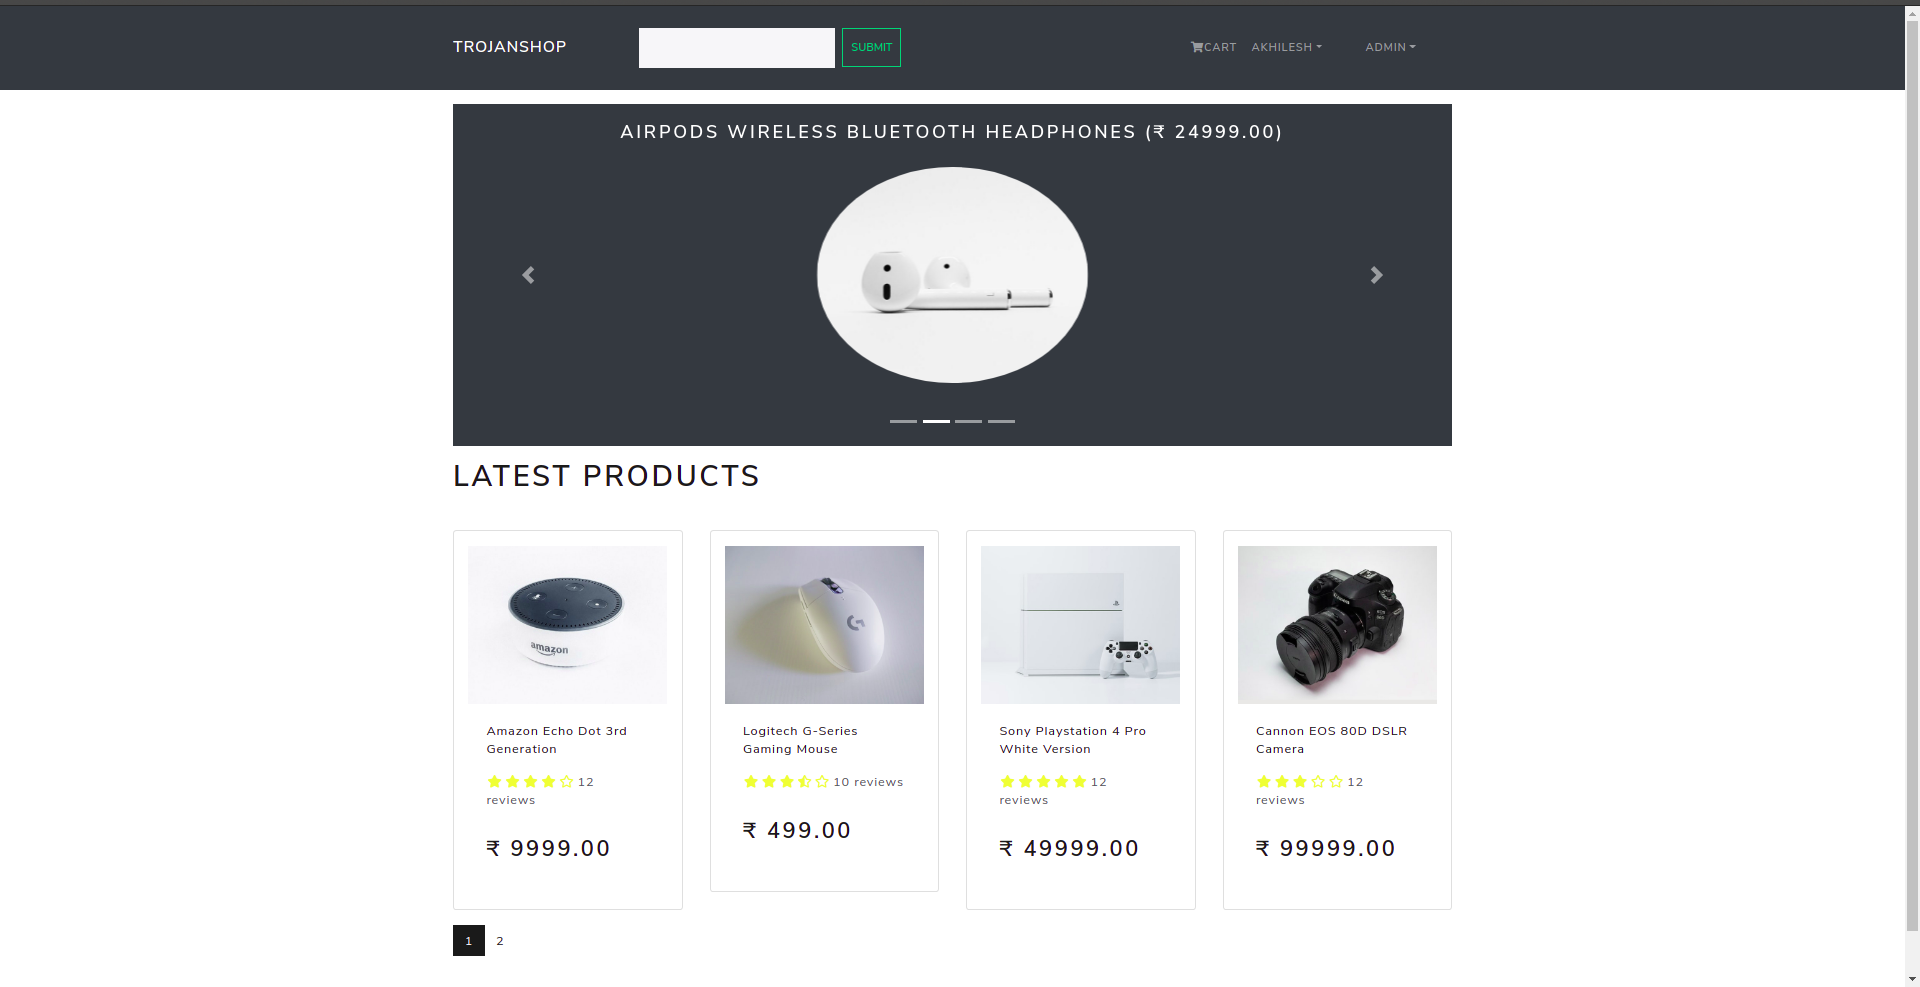 TROJANSHOP
SUBMIT
CART
AKHILESH
ADMIN
AIRPODS WIRELESS BLUETOOTH HEADPHONES (₹ 24999.00)
LATEST PRODUCTS
amazon
Amazon Echo Dot 3rd
Generation
12
reviews
₹ 9999.00
G
Logitech G-Series
Gaming Mouse
10 reviews
₹ 499.00
Sony Playstation 4 Pro
White Version
12
reviews
₹ 49999.00
Canon
Cannon EOS 80D DSLR
Camera
12
reviews
₹ 99999.00
1 2